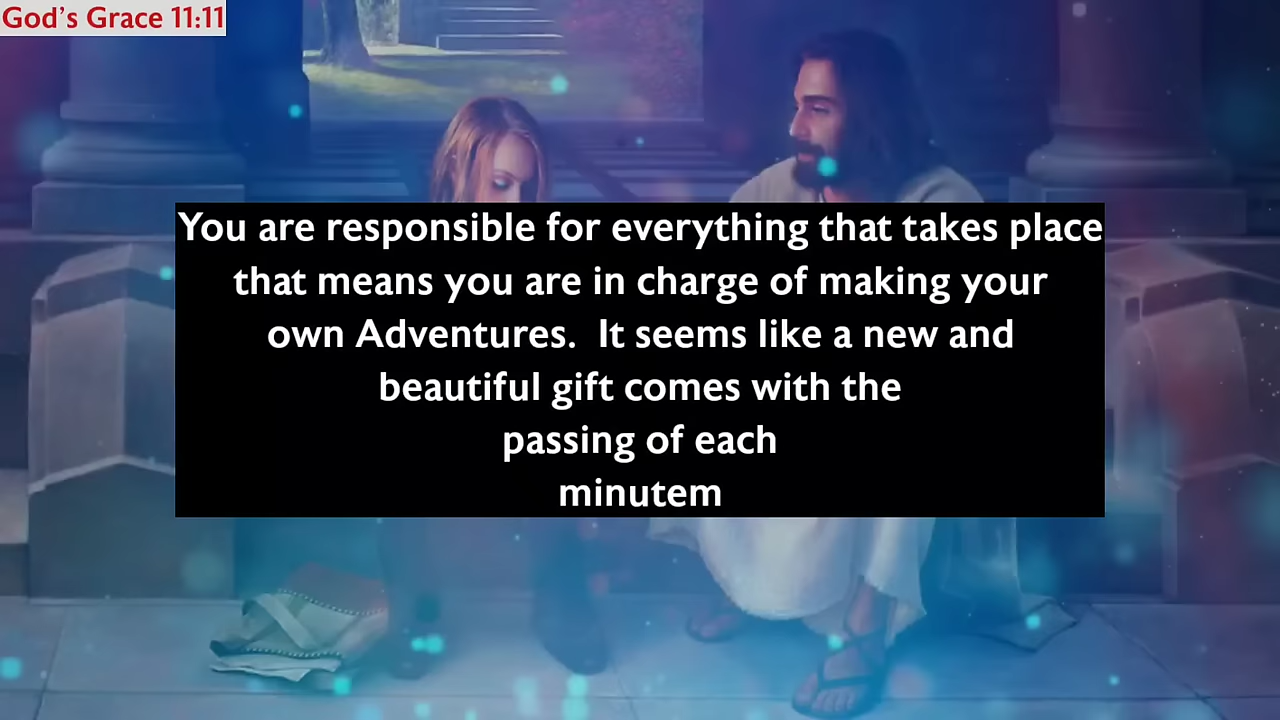 God's Grace 11:11
You are responsible for everything that takes place
that means you are in charge of making your
own Adventures.  It seems like a new and
beautiful gift comes with the
passing of each
minutem